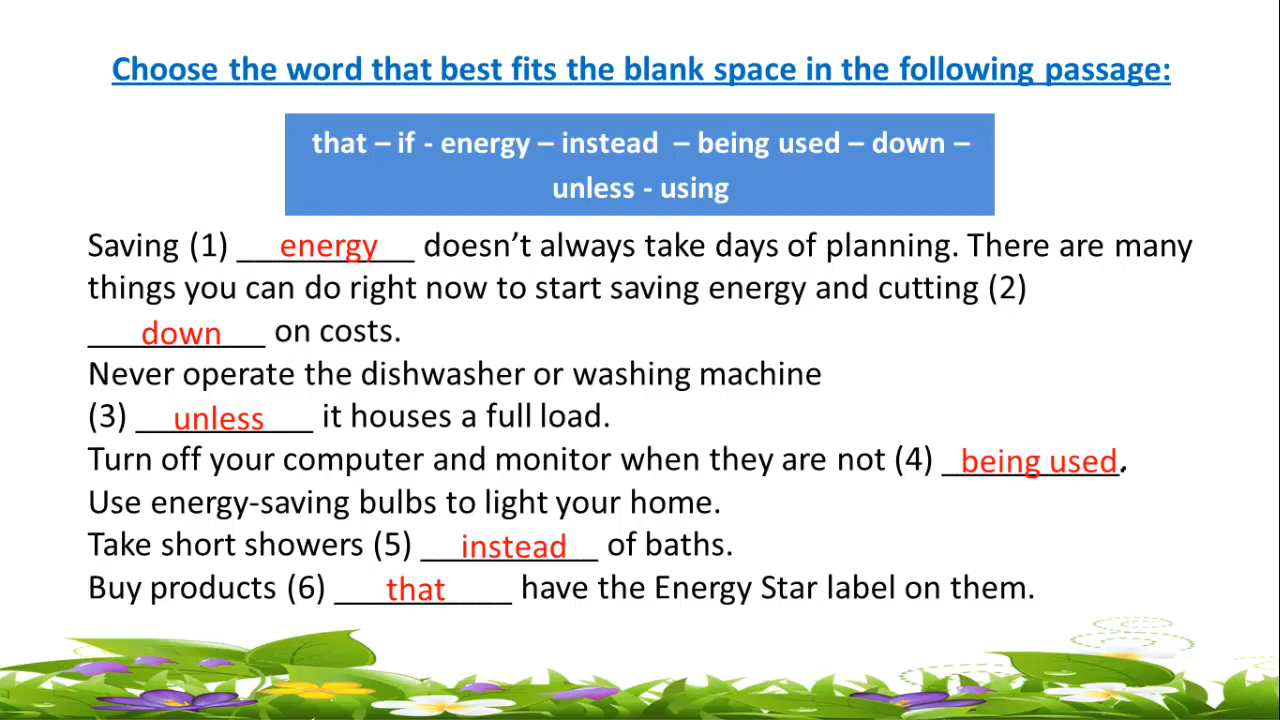 Choose the word that best fits the blank space in the following passage:
that – if - energy – instead – being used – down –
unless - using
Saving (1) ___energy___ doesn't always take days of planning. There are many
things you can do right now to start saving energy and cutting (2)
___down___ on costs.
Never operate the dishwasher or washing machine
(3) ___unless___ it houses a full load.
Turn off your computer and monitor when they are not (4) _being used.
Use energy-saving bulbs to light your home.
Take short showers (5) ___instead___ of baths.
Buy products (6) ___that___ have the Energy Star label on them.